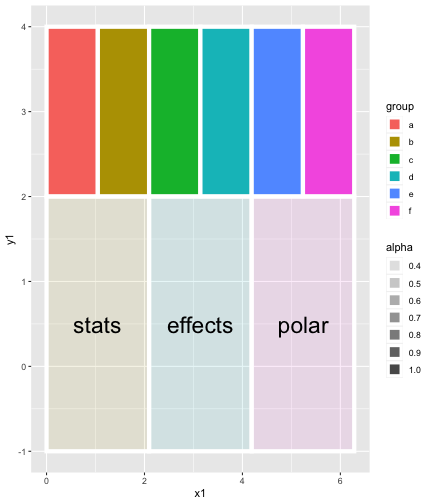 4
3
2
1
0
-1
y1
stats effects polar
0 2 4 6
x1
group
a
b
c
d
e
f
alpha
0.4
0.5
0.6
0.7
0.8
0.9
1.0